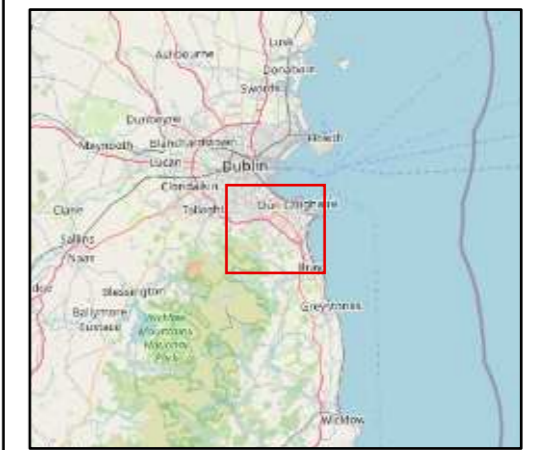 Lusk
Ashbourne
Donabate
Swords
Dunboyne
Howth
Maynooth
Blanchardstown
Lucan
Dublin
Clondalkin
Tallaght
Dún Laoghaire
Clane
Sallins
Naas
Bray
Blessington
Greystones
Ballymore
Eustace
Wicklow
Mountains
National
Park
Wicklow